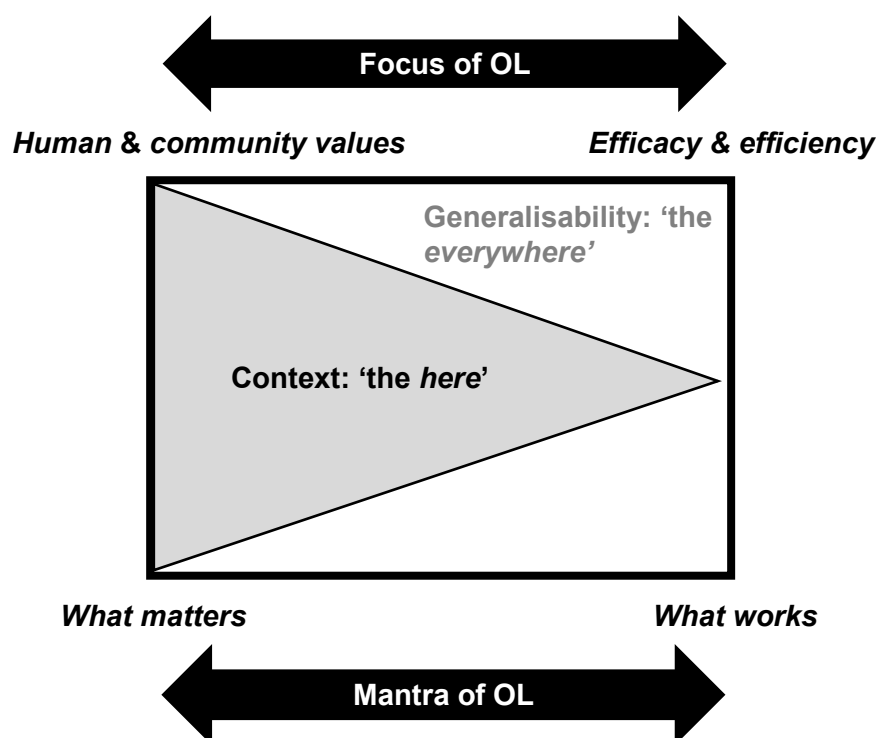 Focus of OL
Human & community values
Efficacy & efficiency
Generalisability: ‘the
everywhere’
Context: ‘the here’
What matters
What works
Mantra of OL